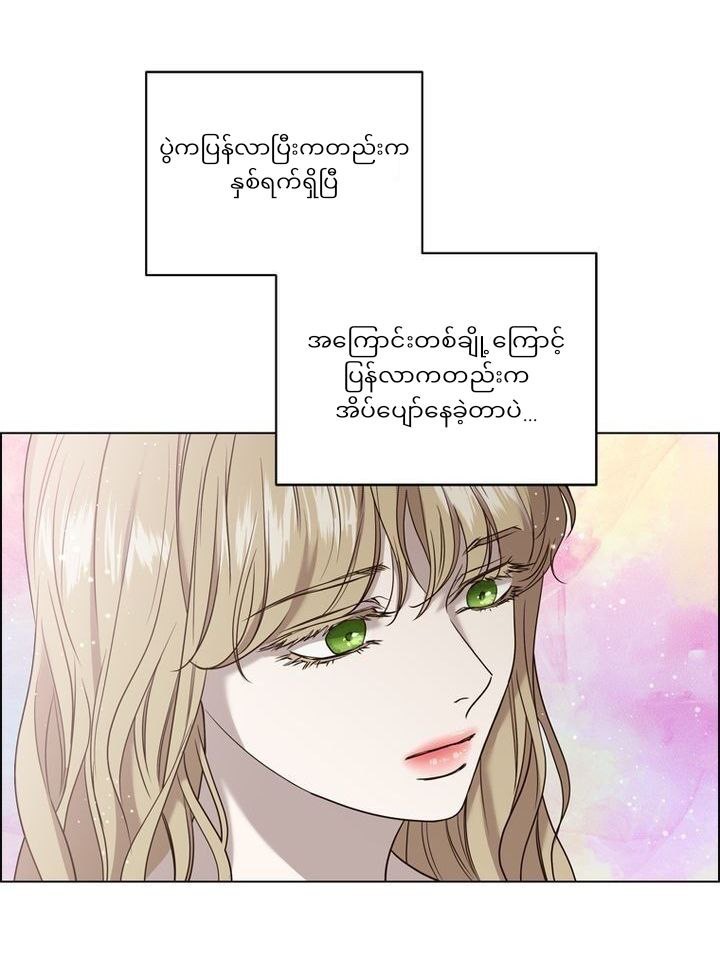 ပွဲကပြန်လာပြီးကတည်းက
နှစ်ရက်ရှိပြီ
အကြောင်းတစ်ချို့ကြောင့်
ပြန်လာကတည်းက
အိပ်ပျော်နေခဲ့တာပဲ...